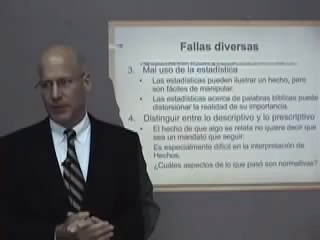 Fallas diversas
3. Mal uso de la estadística
• Las estadísticas pueden ilustrar un hecho, pero
son fáciles de manipular.
• Las estadísticas acerca de palabras bíblicas puede
distorsionar la realidad de su importancia.
4. Distinguir entre lo descriptivo y lo prescriptivo
• El hecho de que algo se relata no quiere decir que
sea un mandato que seguir.
Es especialmente difícil en la interpretación de
Hechos.
¿Cuáles aspectos de lo que pasó son normativas?